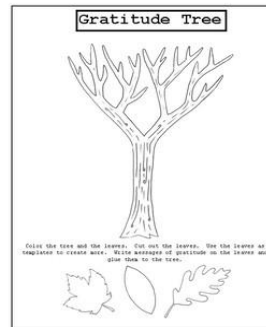 Gratitude Tree
Color the tree and the leaves. Cut out the leaves. Use the leaves as
templates to create more. Write messages of gratitude on the leaves and
glue them to the tree.